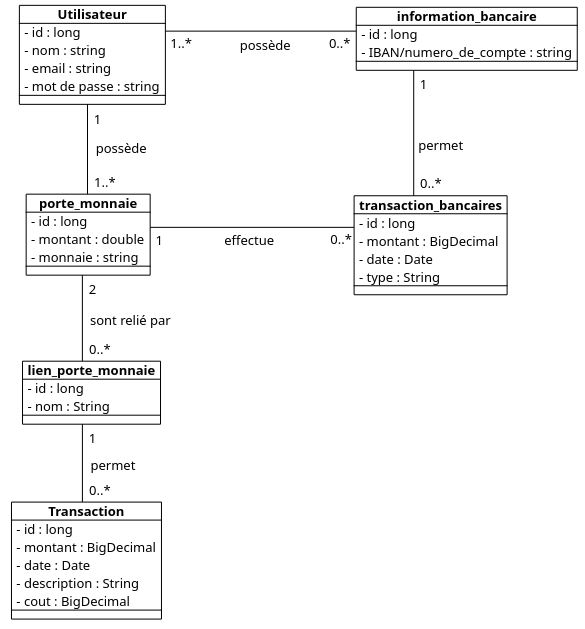 Utilisateur
- id : long
- nom : string
- email : string
- mot de passe : string
1..*
possède
0..*
information_bancaire
- id : long
- IBAN/numero_de_compte : string
1
possède
1..*
1
permet
0..*
porte_monnaie
- id : long
- montant : double
- monnaie : string
1
effectue
0..*
transaction_bancaires
- id : long
- montant : BigDecimal
- date : Date
- type : String
2
sont relié par
0..*
lien_porte_monnaie
- id : long
- nom : String
1
permet
0..*
Transaction
- id : long
- montant : BigDecimal
- date : Date
- description : String
- cout : BigDecimal